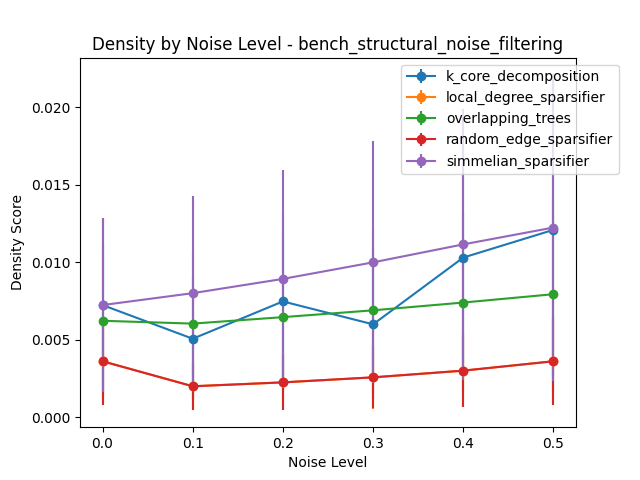 Density by Noise Level - bench_structural_noise_filtering
k_core_decomposition
local_degree_sparsifier
overlapping_trees
random_edge_sparsifier
simmelian_sparsifier
Density Score
0.020
0.015
0.010
0.005
0.000
0.0 0.1 0.2 0.3 0.4 0.5
Noise Level